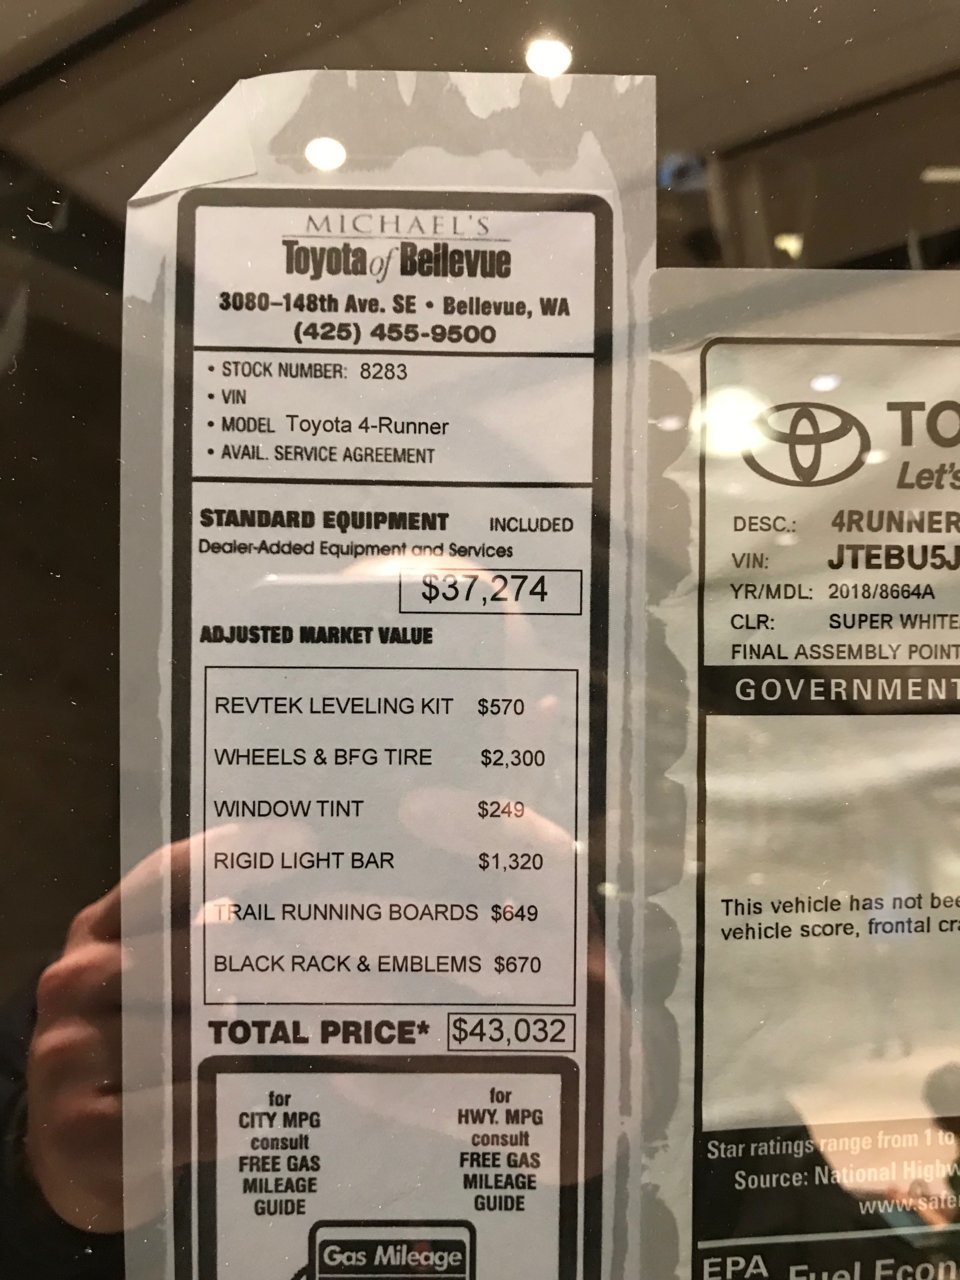 MICHAEL'S
Toyota of Bellevue
3080–148th Ave. SE • Bellevue, WA
(425) 455-9500
• STOCK NUMBER: 8283
• VIN
• MODEL Toyota 4-Runner
• AVAIL. SERVICE AGREEMENT
STANDARD EQUIPMENT INCLUDED
Dealer-Added Equipment and Services
$37,274
ADJUSTED MARKET VALUE
REVTEK LEVELING KIT $570
WHEELS & BFG TIRE $2,300
WINDOW TINT $249
RIGID LIGHT BAR $1,320
TRAIL RUNNING BOARDS $649
BLACK RACK & EMBLEMS $670
TOTAL PRICE* $43,032
for
CITY MPG
consult
FREE GAS
MILEAGE
GUIDE
for
HWY. MPG
consult
FREE GAS
MILEAGE
GUIDE
Gas Mileage
TO
Let's
DESC.: 4RUNNER
VIN: JTEBU5J
YR/MDL: 2018/8664A
CLR: SUPER WHITE
FINAL ASSEMBLY POINT
GOVERNMENT
This vehicle has not bee
vehicle score, frontal cra
Star ratings range from 1 to
Source: National Highw
www.safe
EPA Fuel Econ